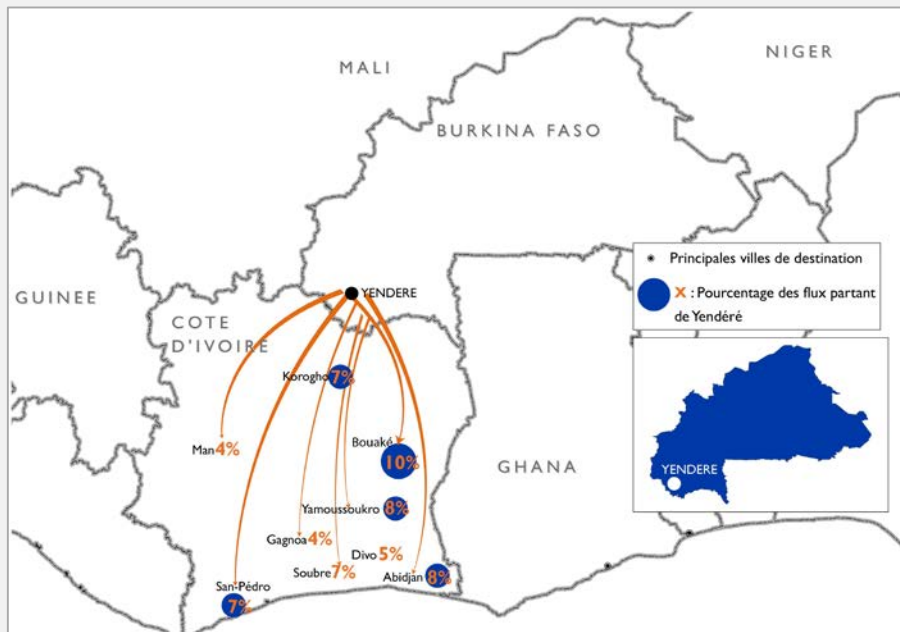 NIGER
MALI
BURKINA FASO
Principales villes de destination
X : Pourcentage des flux partant
de Yendéré
GUINEE
YENDERE
COTE
D'IVOIRE
Korogho 7%
YENDERE
Man 4%
Bouaké
10%
GHANA
Yamoussoukro 8%
Gagnoa 4%
Divo 5%
Soubre 7%
Abidjan 8%
San-Pédro
7%